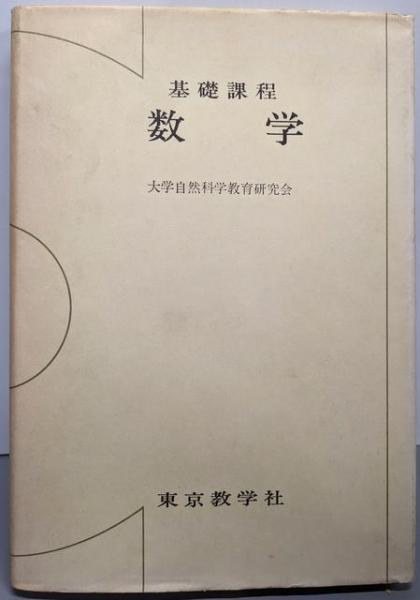 基礎課程
数学
大学自然科学教育研究会
東京教学社